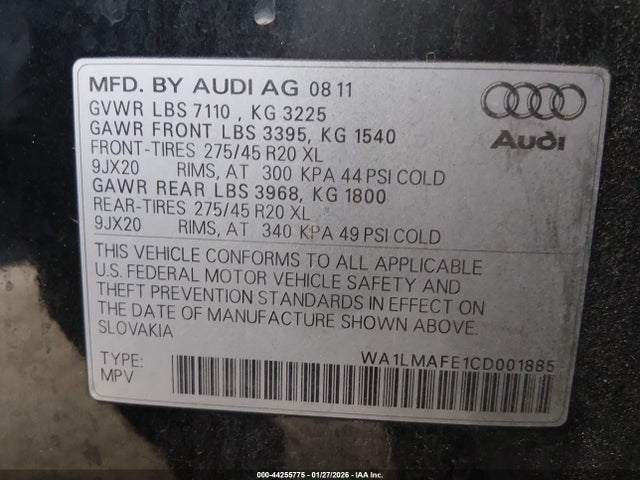 MFD. BY AUDI AG 08 11
GVWR LBS 7110 , KG 3225
GAWR FRONT LBS 3395, KG 1540
FRONT-TIRES 275/45 R20 XL
9JX20 RIMS, AT 300 KPA 44 PSI COLD
GAWR REAR LBS 3968, KG 1800
REAR-TIRES 275/45 R20 XL
9JX20 RIMS, AT 340 KPA 49 PSI COLD
Audi
THIS VEHICLE CONFORMS TO ALL APPLICABLE
U.S. FEDERAL MOTOR VEHICLE SAFETY AND
THEFT PREVENTION STANDARDS IN EFFECT ON
THE DATE OF MANUFACTURE SHOWN ABOVE.
SLOVAKIA
TYPE: WA1LMAFE1CD001885
MPV
000-44255775 - 01/27/2026 - IAA Inc.